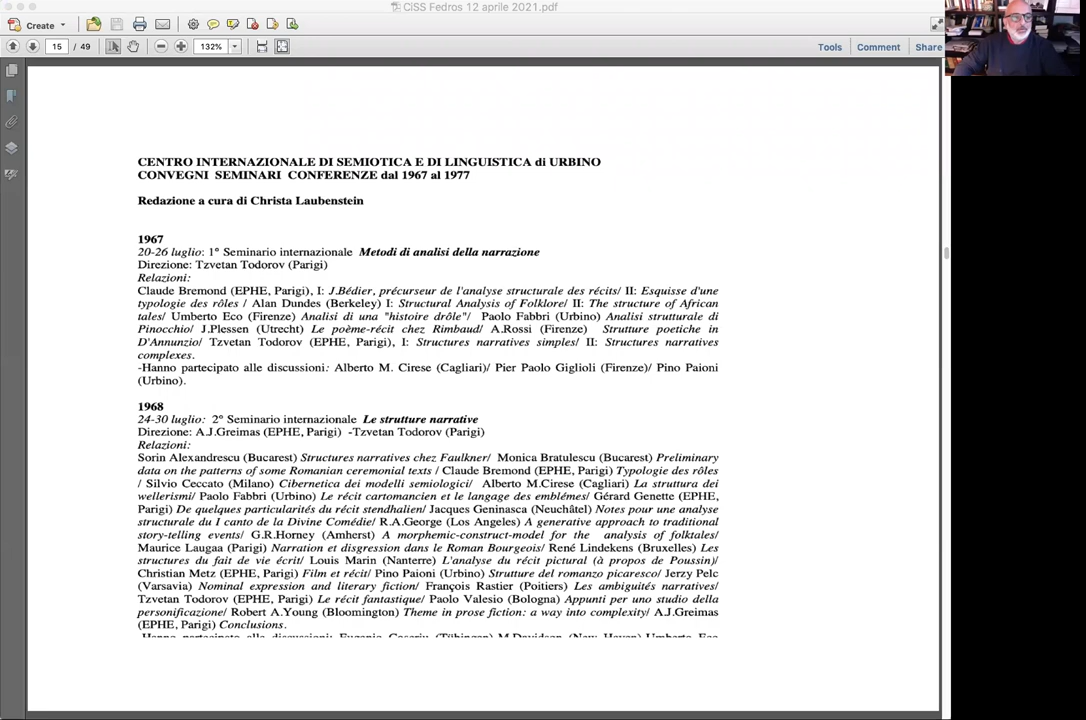 CiSS Fedros 12 aprile 2021.pdf
Create
15 / 49
132%
Tools
Comment
Share
CENTRO INTERNAZIONALE DI SEMIOTICA E DI LINGUISTICA di URBINO
CONVEGNI SEMINARI CONFERENZE dal 1967 al 1977
Redazione a cura di Christa Laubenstein
1967
20-26 luglio: 1° Seminario internazionale Metodi di analisi della narrazione
Direzione: Tzvetan Todorov (Parigi)
Relazioni:
Claude Bremond (EPHE, Parigi), I: J.Bédier, précurseur de l'analyse structurale des récits/ II: Esquisse d'une
typologie des rôles / Alan Dundes (Berkeley) I: Structural Analysis of Folklore/ II: The structure of African
tales/ Umberto Eco (Firenze) Analisi di una "histoire drôle"/ Paolo Fabbri (Urbino) Analisi strutturale di
Pinocchio/ J.Plessen (Utrecht) Le poème-récit chez Rimbaud/ A.Rossi (Firenze) Strutture poetiche in
D'Annunzio/ Tzvetan Todorov (EPHE, Parigi), I: Structures narratives simples/ II: Structures narratives
complexes.
-Hanno partecipato alle discussioni: Alberto M. Cirese (Cagliari)/ Pier Paolo Giglioli (Firenze)/ Pino Paioni
(Urbino).
1968
24-30 luglio: 2° Seminario internazionale Le strutture narrative
Direzione: A.J.Greimas (EPHE, Parigi) -Tzvetan Todorov (Parigi)
Relazioni:
Sorin Alexandrescu (Bucarest) Structures narratives chez Faulkner/ Monica Bratulescu (Bucarest) Preliminary
data on the patterns of some Romanian ceremonial texts / Claude Bremond (EPHE, Parigi) Typologie des rôles
/ Silvio Ceccato (Milano) Cibernetica dei modelli semiologici/ Alberto M.Cirese (Cagliari) La struttura dei
wellerismi/ Paolo Fabbri (Urbino) Le récit cartomancien et le langage des emblémes/ Gérard Genette (EPHE,
Parigi) De quelques particularités du récit stendhalien/ Jacques Geninasca (Neuchâtel) Notes pour une analyse
structurale du I canto de la Divine Comédie/ R.A.George (Los Angeles) A generative approach to traditional
story-telling events/ G.R.Horney (Amherst) A morphemic-construct-model for the analysis of folktales/
Maurice Laugaa (Parigi) Narration et disgression dans le Roman Bourgeois/ René Lindekens (Bruxelles) Les
structures du fait de vie écrit/ Louis Marin (Nanterre) L'analyse du récit pictural (à propos de Poussin)/
Christian Metz (EPHE, Parigi) Film et récit/ Pino Paioni (Urbino) Strutture del romanzo picaresco/ Jerzy Pelc
(Varsavia) Nominal expression and literary fiction/ François Rastier (Poitiers) Les ambiguités narratives/
Tzvetan Todorov (EPHE, Parigi) Le récit fantastique/ Paolo Valesio (Bologna) Appunti per uno studio della
personificazione/ Robert A.Young (Bloomington) Theme in prose fiction: a way into complexity/ A.J.Greimas
(EPHE, Parigi) Conclusions.
-Hanno partecipato alle discussioni: Eugenio Coseriu (Tübingen) M.Davidson (New Haven) Umberto Eco